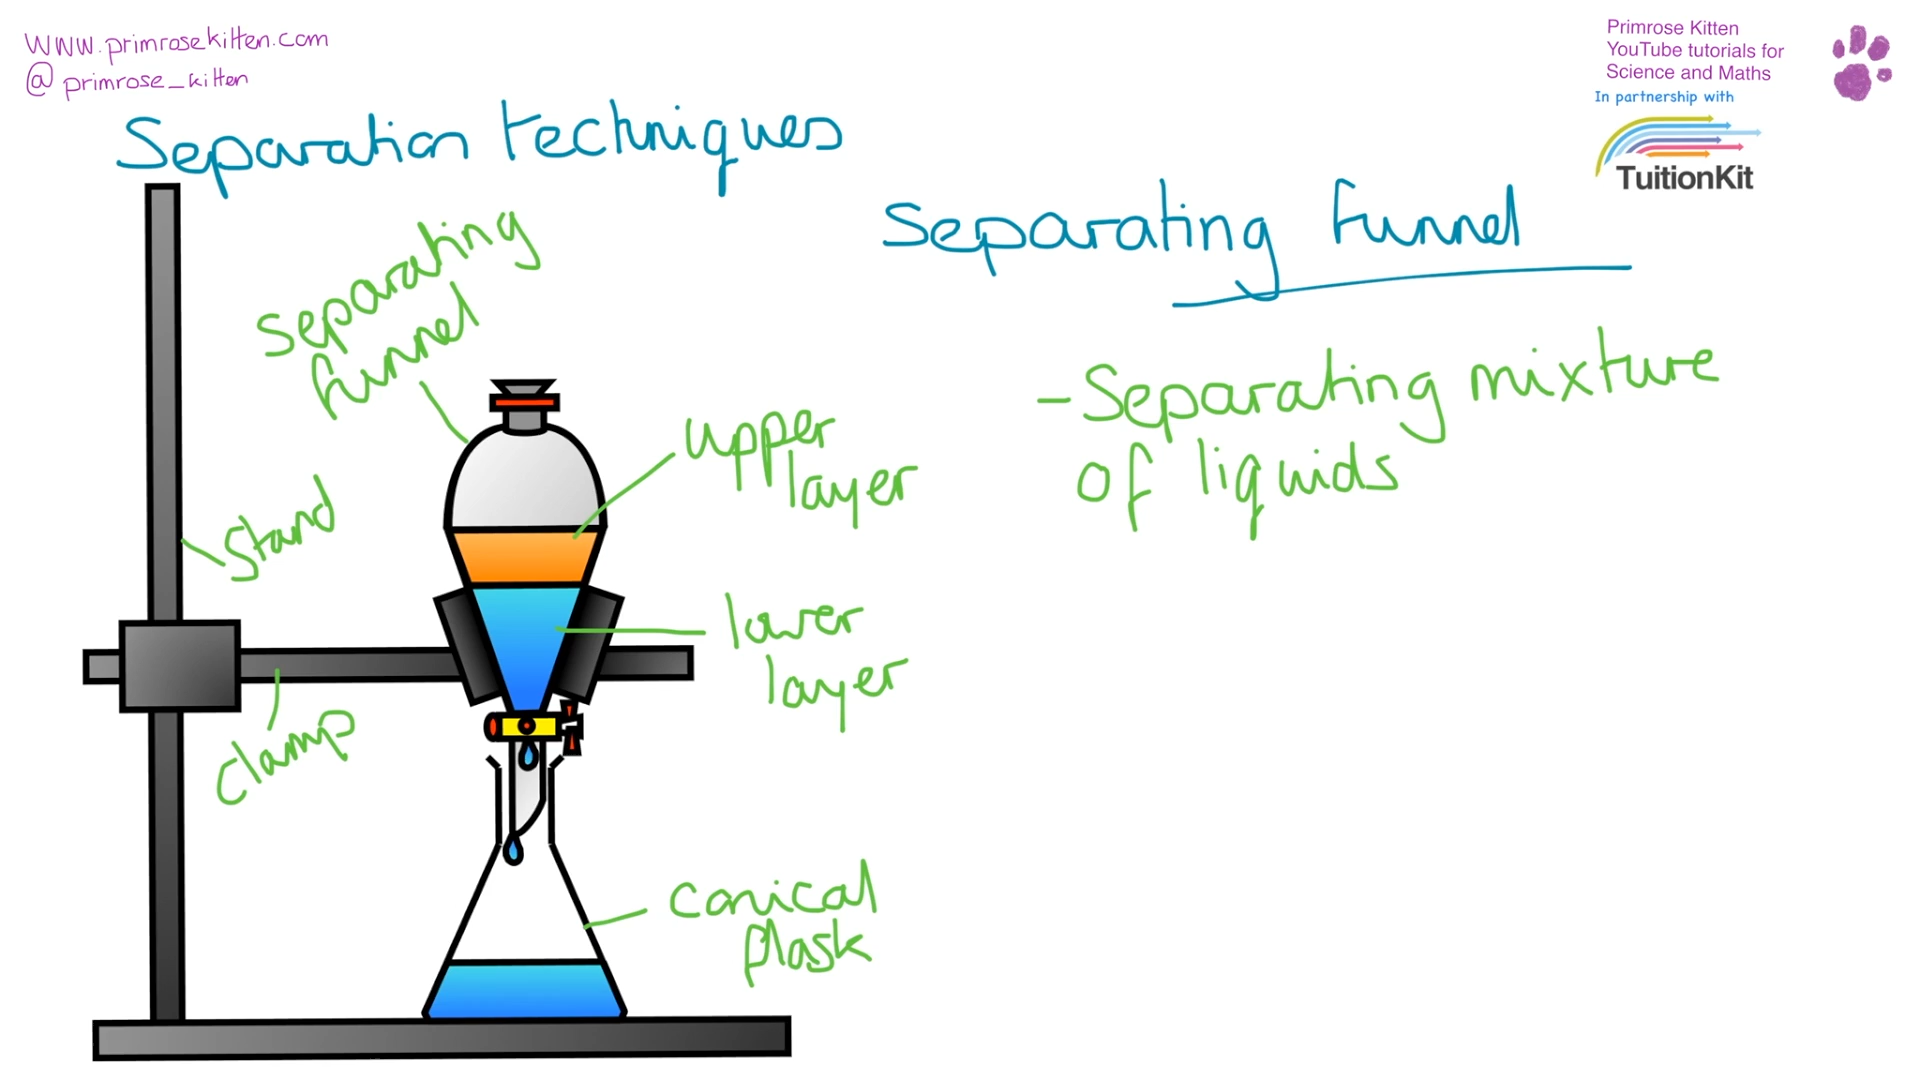 www.primrosekitten.com
@primrose_kitten
Primrose Kitten
YouTube tutorials for
Science and Maths
In partnership with
TuitionKit
Separation techniques
Separating funnel
separating
funnel
- Separating mixture
of liquids
upper
layer
Stand
lower
layer
clamp
conical
flask